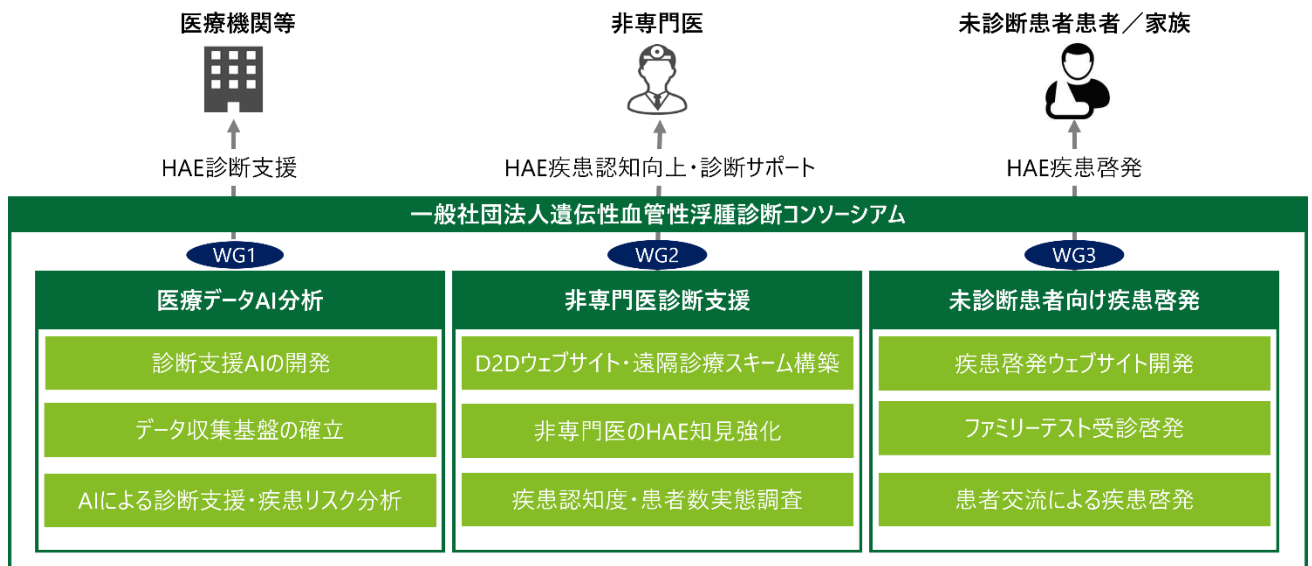 医療機関等
非専門医
未診断患者患者／家族
HAE診断支援
HAE疾患認知向上・診断サポート
HAE疾患啓発
一般社団法人遺伝性血管性浮腫診断コンソーシアム
WG1
WG2
WG3
医療データAI分析
非専門医診断支援
未診断患者向け疾患啓発
診断支援AIの開発
D2Dウェブサイト・遠隔診療スキーム構築
疾患啓発ウェブサイト開発
データ収集基盤の確立
非専門医のHAE知見強化
ファミリーテスト受診啓発
AIによる診断支援・疾患リスク分析
疾患認知度・患者数実態調査
患者交流による疾患啓発